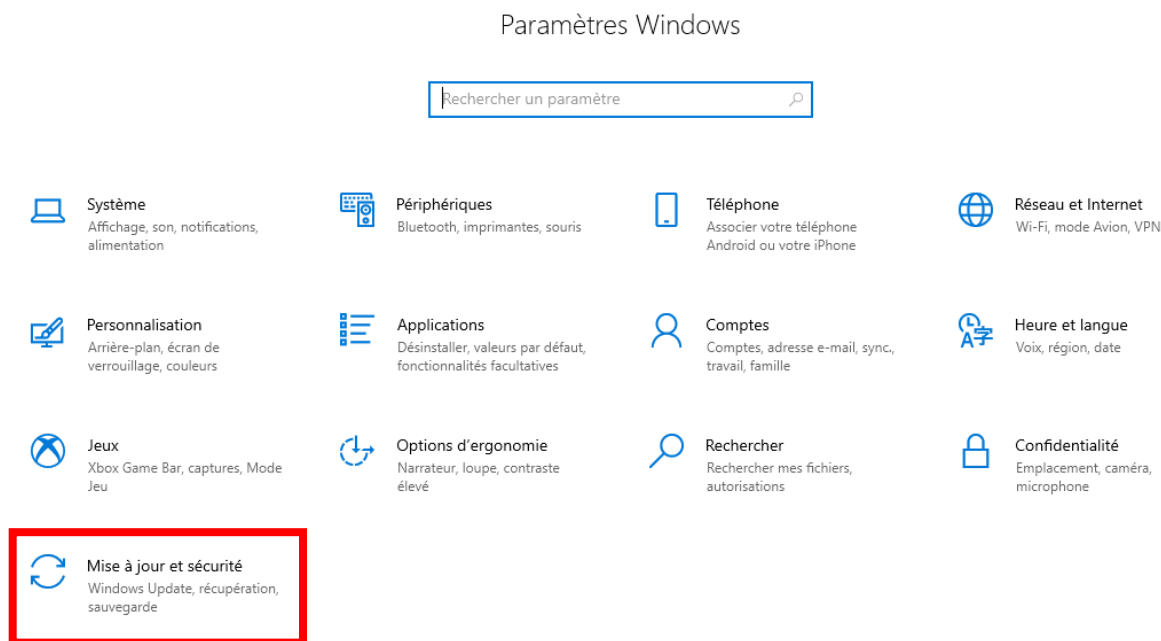 Paramètres Windows
Rechercher un paramètre
Système
Affichage, son, notifications,
alimentation
Périphériques
Bluetooth, imprimantes, souris
Téléphone
Associer votre téléphone
Android ou votre iPhone
Réseau et Internet
Wi-Fi, mode Avion, VPN
Personnalisation
Arrière-plan, écran de
verrouillage, couleurs
Applications
Désinstaller, valeurs par défaut,
fonctionnalités facultatives
Comptes
Comptes, adresse e-mail, sync.,
travail, famille
Heure et langue
Voix, région, date
Jeux
Xbox Game Bar, captures, Mode
Jeu
Options d’ergonomie
Narrateur, loupe, contraste
élevé
Rechercher
Rechercher mes fichiers,
autorisations
Confidentialité
Emplacement, caméra,
microphone
Mise à jour et sécurité
Windows Update, récupération,
sauvegarde